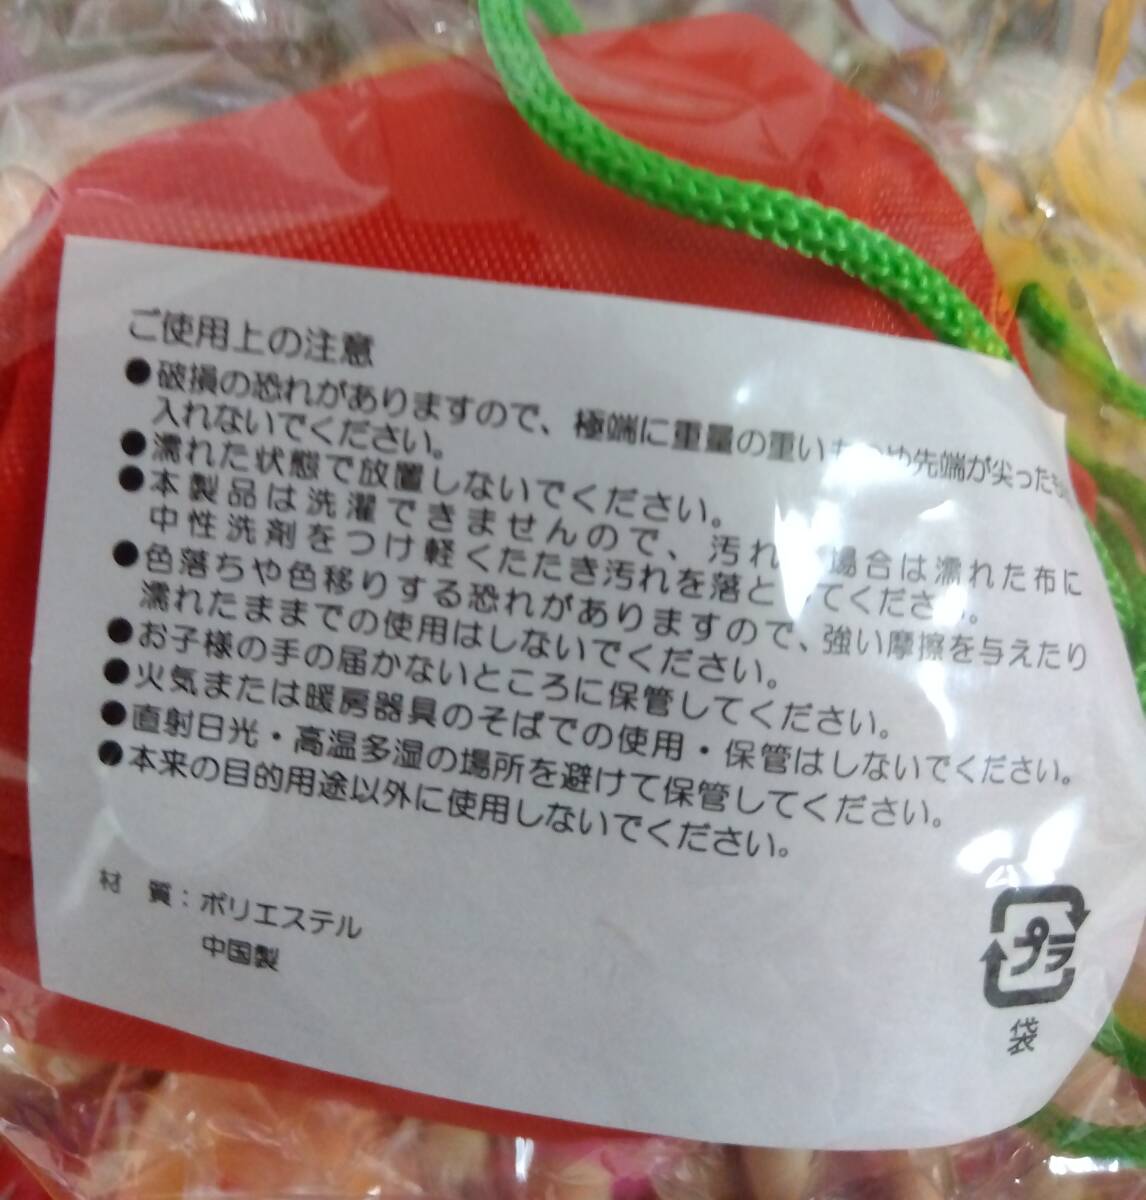 ご使用上の注意
●破損の恐れがありますので、極端に重量の重いものや先端が尖った
入れないでください。
●濡れた状態で放置しないでください。
●本製品は洗濯できませんので、汚れ 場合は濡れた布に
中性洗剤をつけ軽くたたき汚れを落と てください。
●色落ちや色移りする恐れがありますので、強い摩擦を与えたり
濡れたままでの使用はしないでください。
●お子様の手の届かないところに保管してください。
●火気または暖房器具のそばでの使用・保管はしないでください。
●直射日光・高温多湿の場所を避けて保管してください。
●本来の目的用途以外に使用しないでください。
材 質：ポリエステル
中国製
プラ
袋